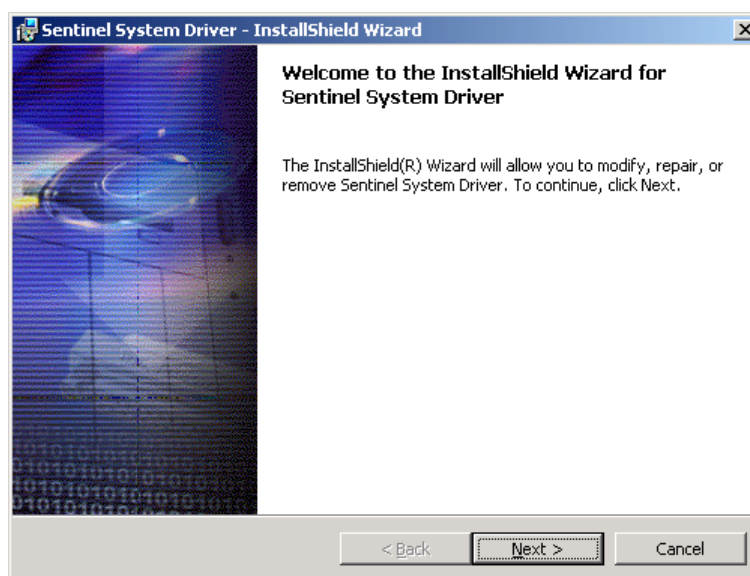 Sentinel System Driver - InstallShield Wizard
Welcome to the InstallShield Wizard for
Sentinel System Driver
The InstallShield(R) Wizard will allow you to modify, repair, or
remove Sentinel System Driver. To continue, click Next.
< Back Next > Cancel